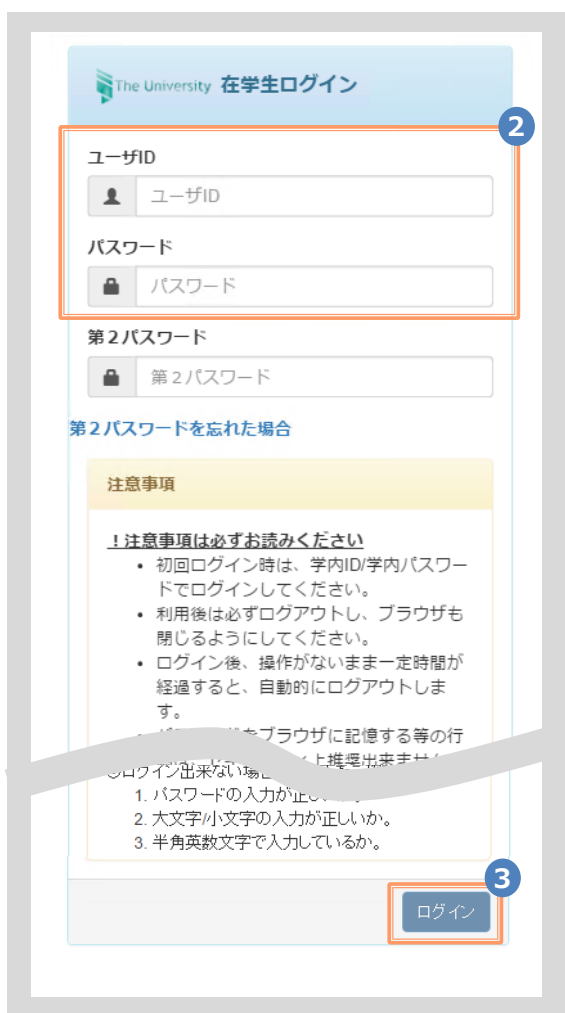 The University 在学生ログイン
2
ユーザID
ユーザID
パスワード
パスワード
第2パスワード
第2パスワード
第2パスワードを忘れた場合
注意事項
！注意事項は必ずお読みください
• 初回ログイン時は、学内ID/学内パスワー
ドでログインしてください。
• 利用後は必ずログアウトし、ブラウザも
閉じるようにしてください。
• ログイン後、操作がないまま一定時間が
経過すると、自動的にログアウトしま
す。
をブラウザに記憶する等の行
上推奨出来ません
ログイン出来ない場合
1. パスワードの入力が正し
2. 大文字/小文字の入力が正しいか。
3. 半角英数文字で入力しているか。
3
ログイン